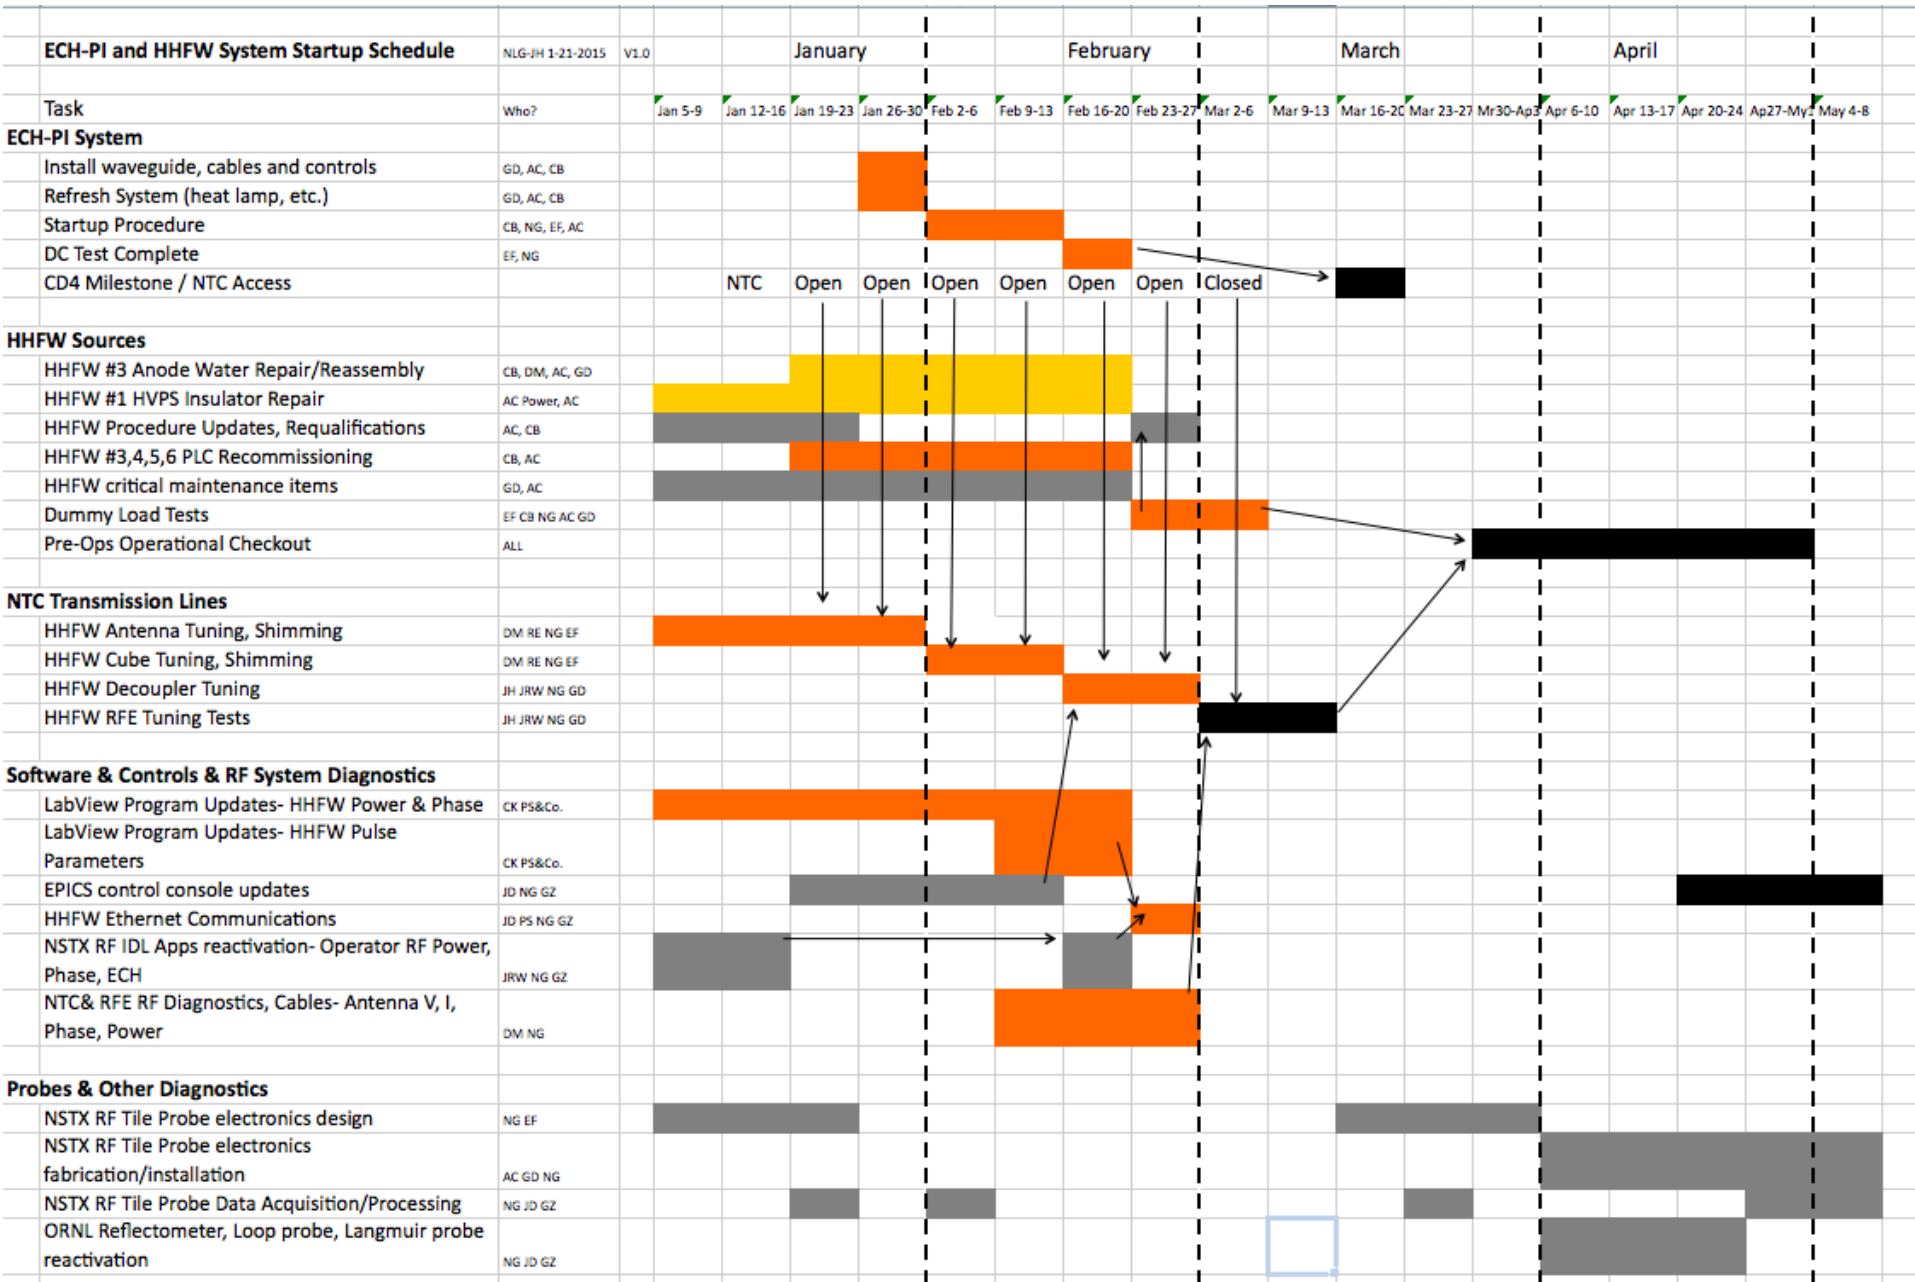 ECH-PI and HHFW System Startup Schedule NLG-JH 1-21-2015 V1.0 January February March April
Task Who? Jan 5-9 Jan 12-16 Jan 19-23 Jan 26-30 Feb 2-6 Feb 9-13 Feb 16-20 Feb 23-27 Mar 2-6 Mar 9-13 Mar 16-20 Mar 23-27 Mr30-Ap3 Apr 6-10 Apr 13-17 Apr 20-24 Ap27-My1 May 4-8
ECH-PI System
Install waveguide, cables and controls GD, AC, CB
Refresh System (heat lamp, etc.) GD, AC, CB
Startup Procedure CB, NG, EF, AC
DC Test Complete EF, NG
CD4 Milestone / NTC Access NTC Open Open Open Open Open Open Closed
HHFW Sources
HHFW #3 Anode Water Repair/Reassembly CB, DM, AC, GD
HHFW #1 HVPS Insulator Repair AC Power, AC
HHFW Procedure Updates, Requalifications AC, CB
HHFW #3,4,5,6 PLC Recommissioning CB, AC
HHFW critical maintenance items GD, AC
Dummy Load Tests EF CB NG AC GD
Pre-Ops Operational Checkout ALL
NTC Transmission Lines
HHFW Antenna Tuning, Shimming DM RE NG EF
HHFW Cube Tuning, Shimming DM RE NG EF
HHFW Decoupler Tuning JH JRW NG GD
HHFW RFE Tuning Tests JH JRW NG GD
Software & Controls & RF System Diagnostics
LabView Program Updates- HHFW Power & Phase CK PS&Co.
LabView Program Updates- HHFW Pulse
Parameters CK PS&Co.
EPICS control console updates JD NG GZ
HHFW Ethernet Communications JD PS NG GZ
NSTX RF IDL Apps reactivation- Operator RF Power,
Phase, ECH JRW NG GZ
NTC& RFE RF Diagnostics, Cables- Antenna V, I,
Phase, Power DM NG
Probes & Other Diagnostics
NSTX RF Tile Probe electronics design NG EF
NSTX RF Tile Probe electronics
fabrication/installation AC GD NG
NSTX RF Tile Probe Data Acquisition/Processing NG JD GZ
ORNL Reflectometer, Loop probe, Langmuir probe
reactivation NG JD GZ